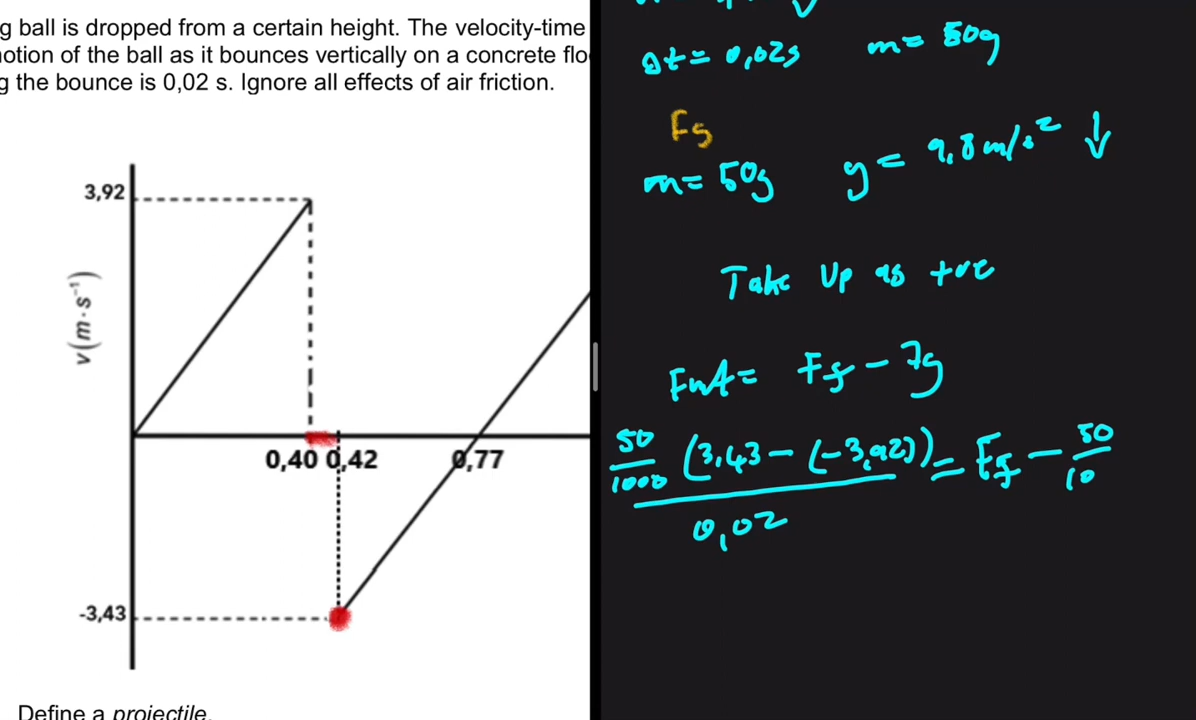 g ball is dropped from a certain height. The velocity-time
otion of the ball as it bounces vertically on a concrete flo
g the bounce is 0,02 s. Ignore all effects of air friction.
3,92
v(m·s⁻¹)
0,40 0,42
0,77
-3,43
Define a projectile.
Δt = 0,02s m = 50g
Fg
m = 50g g = 9,8 m/s² ↓
Take Up as +ve
Fnet = Ff - Fg
50/1000 (3,43 - (-3,92)) / 0,02 = Ff - 50/10